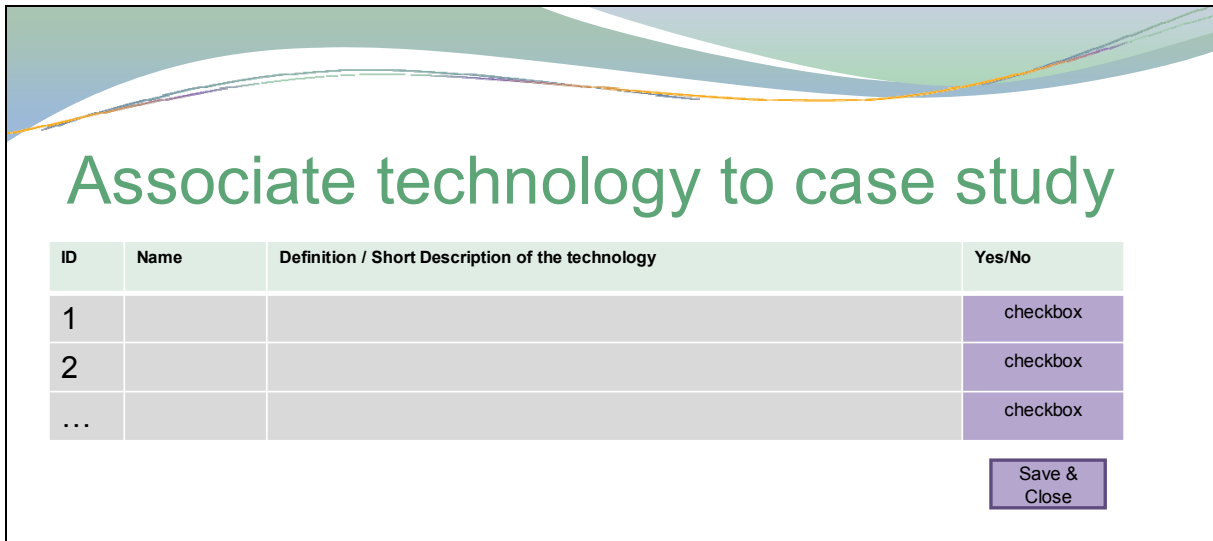 Associate technology to case study
ID Name Definition / Short Description of the technology Yes/No
1 checkbox
2 checkbox
… checkbox
Save &
Close